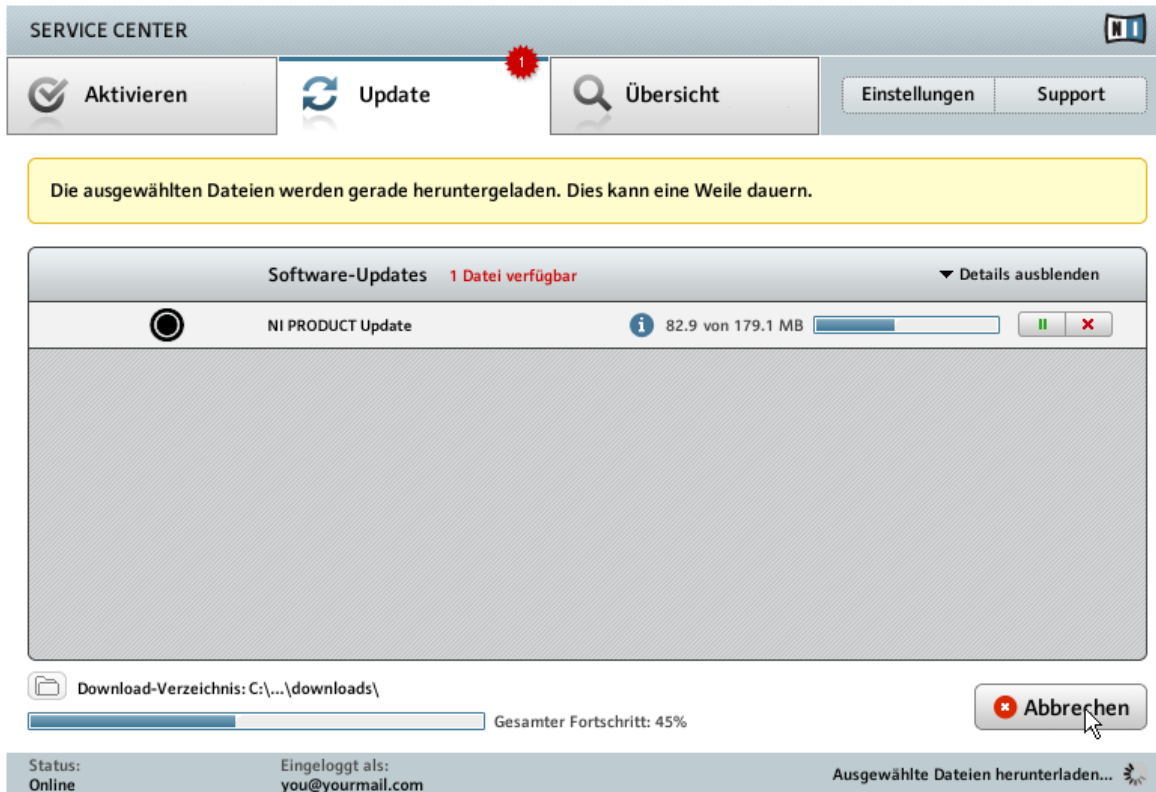 SERVICE CENTER
NI
Aktivieren
Update
1
Übersicht
Einstellungen
Support
Die ausgewählten Dateien werden gerade heruntergeladen. Dies kann eine Weile dauern.
Software-Updates 1 Datei verfügbar
Details ausblenden
NI PRODUCT Update
i
82.9 von 179.1 MB
Download-Verzeichnis: C:\...\downloads\
Gesamter Fortschritt: 45%
Abbrechen
Status:
Online
Eingeloggt als:
you@yourmail.com
Ausgewählte Dateien herunterladen...